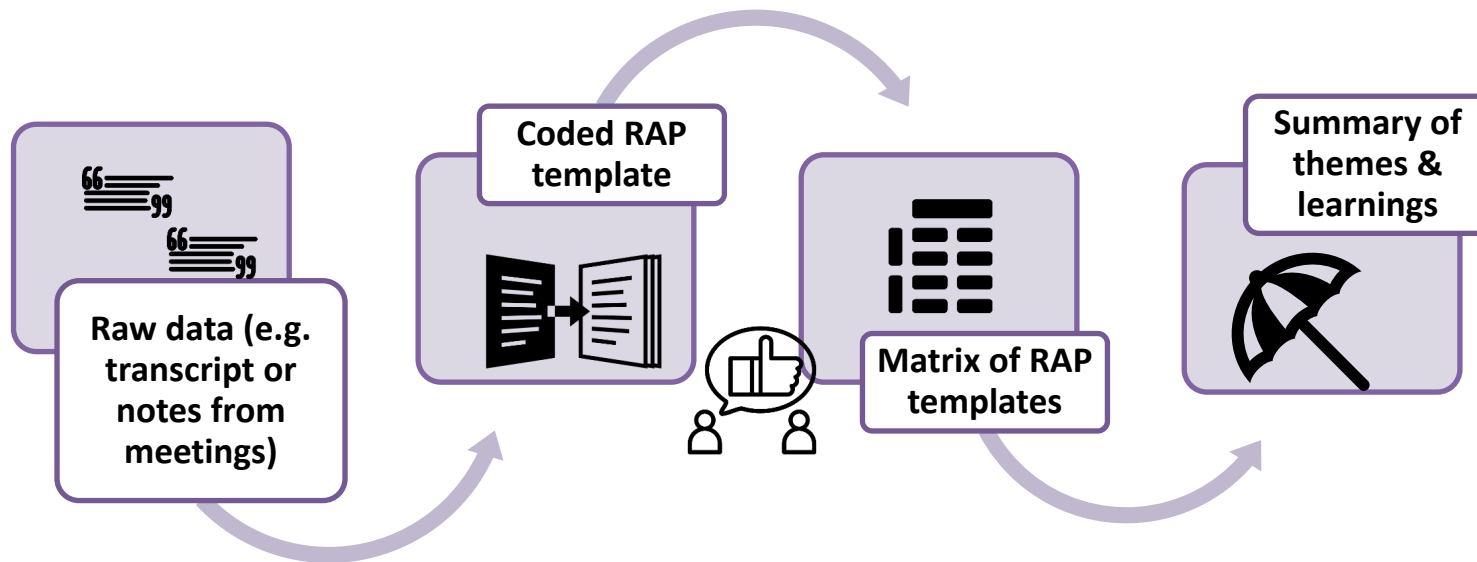 Raw data (e.g.
transcript or
notes from
meetings)
Coded RAP
template
Matrix of RAP
templates
Summary of
themes &
learnings